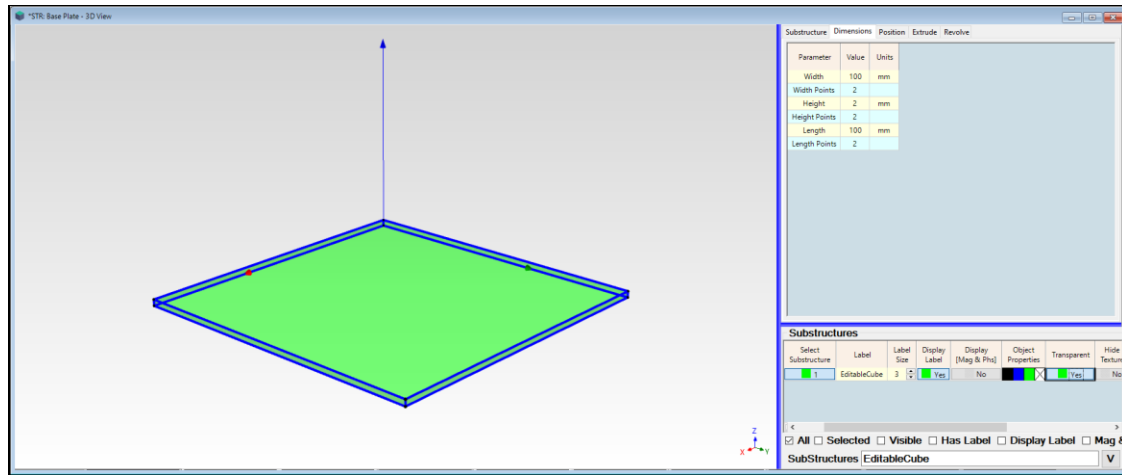 *STR: Base Plate - 3D View
Substructure Dimensions Position Extrude Revolve
Parameter Value Units
Width 100 mm
Width Points 2
Height 2 mm
Height Points 2
Length 100 mm
Length Points 2
Z
X Y
Substructures
Select Substructure Label Label Size Display Label Display [Mag & Phs] Object Properties Transparent Hide Texture
1 EditableCube 3 Yes No Yes No
All Selected Visible Has Label Display Label Mag &
SubStructures EditableCube V